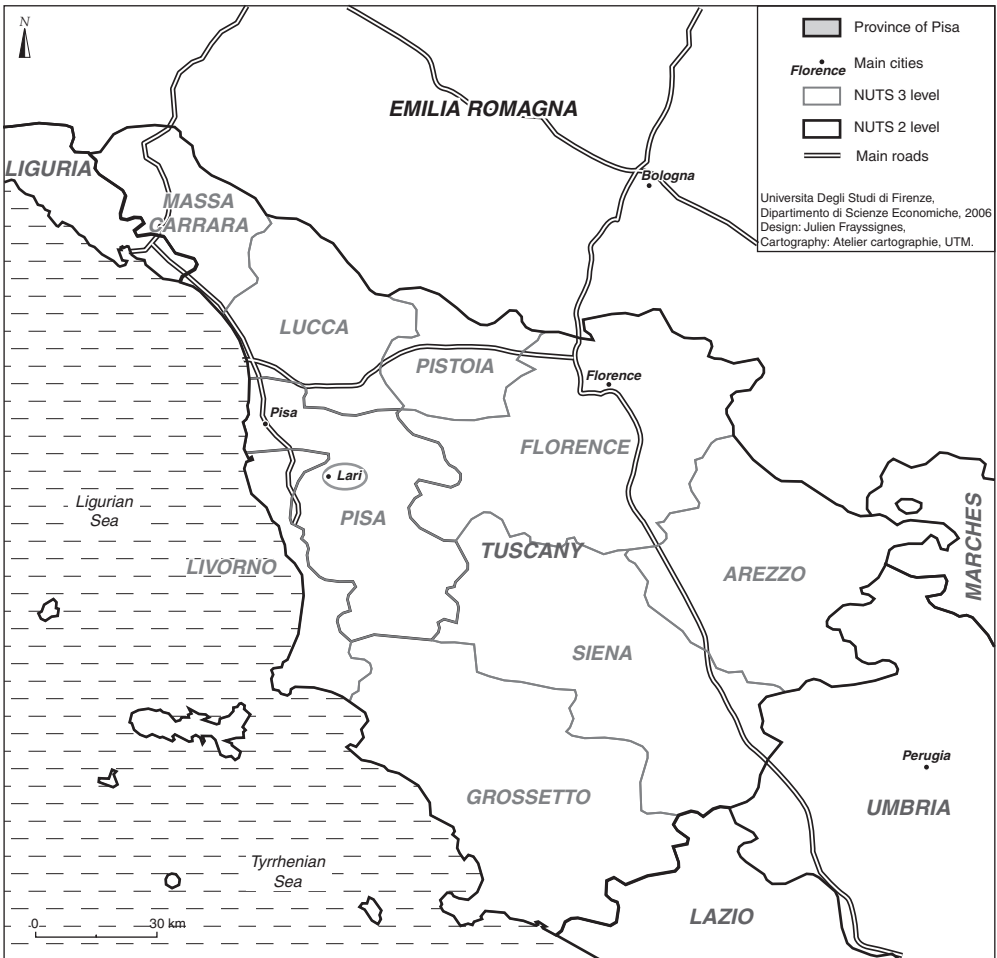 N
Province of Pisa
Florence
Main cities
NUTS 3 level
NUTS 2 level
Main roads
Universita Degli Studi di Firenze,
Dipartimento di Scienze Economiche, 2006
Design: Julien Frayssignes,
Cartography: Atelier cartographie, UTM.
EMILIA ROMAGNA
LIGURIA
Bologna
MASSA
CARRARA
LUCCA
PISTOIA
Florence
Pisa
FLORENCE
Lari
Ligurian
Sea
PISA
MARCHES
TUSCANY
LIVORNO
AREZZO
SIENA
Perugia
GROSSETTO
UMBRIA
Tyrrhenian
Sea
LAZIO
0 30 km